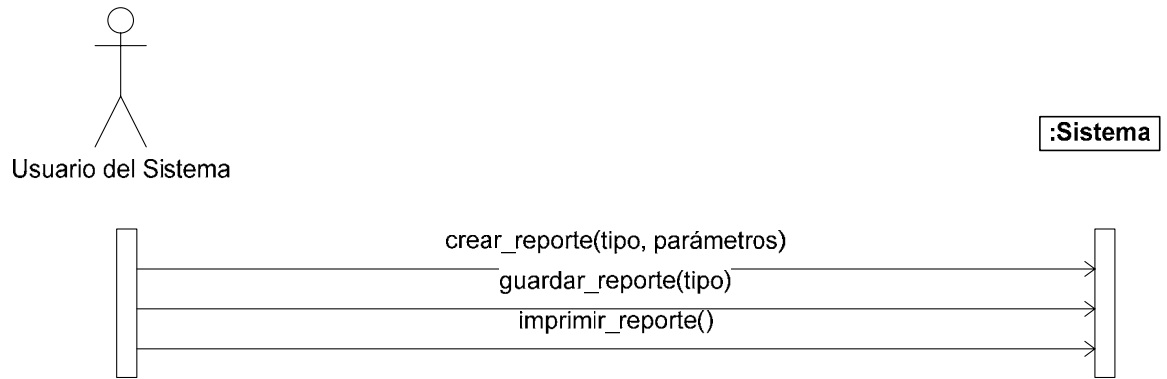 Usuario del Sistema
:Sistema
crear_reporte(tipo, parámetros)
guardar_reporte(tipo)
imprimir_reporte()